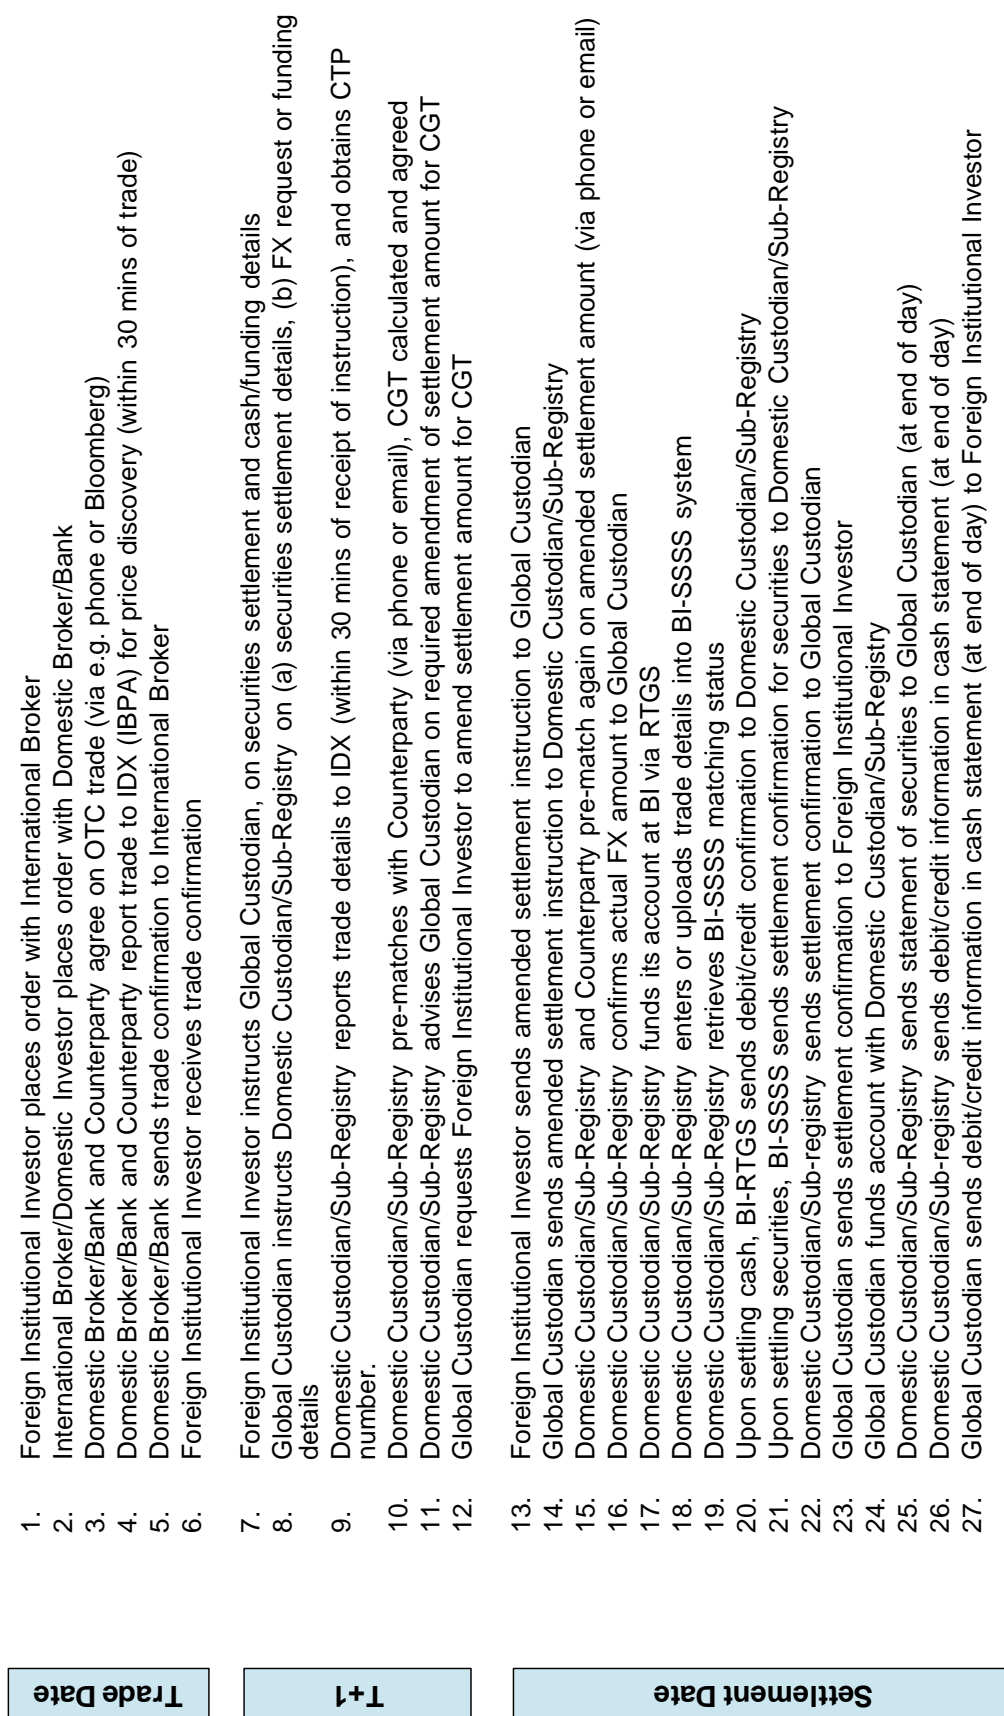 Trade Date
1. Foreign Institutional Investor places order with International Broker
2. International Broker/Domestic Investor places order with Domestic Broker/Bank
3. Domestic Broker/Bank and Counterparty agree on OTC trade (via e.g. phone or Bloomberg)
4. Domestic Broker/Bank and Counterparty report trade to IDX (IBPA) for price discovery (within 30 mins of trade)
5. Domestic Broker/Bank sends trade confirmation to International Broker
6. Foreign Institutional Investor receives trade confirmation
T+1
7. Foreign Institutional Investor instructs Global Custodian, on securities settlement and cash/funding details
8. Global Custodian instructs Domestic Custodian/Sub-Registry on (a) securities settlement details, (b) FX request or funding
details
9. Domestic Custodian/Sub-Registry reports trade details to IDX (within 30 mins of receipt of instruction), and obtains CTP
number.
10. Domestic Custodian/Sub-Registry pre-matches with Counterparty (via phone or email), CGT calculated and agreed
11. Domestic Custodian/Sub-Registry advises Global Custodian on required amendment of settlement amount for CGT
12. Global Custodian requests Foreign Institutional Investor to amend settlement amount for CGT
Settlement Date
13. Foreign Institutional Investor sends amended settlement instruction to Global Custodian
14. Global Custodian sends amended settlement instruction to Domestic Custodian/Sub-Registry
15. Domestic Custodian/Sub-Registry and Counterparty pre-match again on amended settlement amount (via phone or email)
16. Domestic Custodian/Sub-Registry confirms actual FX amount to Global Custodian
17. Domestic Custodian/Sub-Registry funds its account at BI via RTGS
18. Domestic Custodian/Sub-Registry enters or uploads trade details into BI-SSSS system
19. Domestic Custodian/Sub-Registry retrieves BI-SSSS matching status
20. Upon settling cash, BI-RTGS sends debit/credit confirmation to Domestic Custodian/Sub-Registry
21. Upon settling securities, BI-SSSS sends settlement confirmation for securities to Domestic Custodian/Sub-Registry
22. Domestic Custodian/Sub-registry sends settlement confirmation to Global Custodian
23. Global Custodian sends settlement confirmation to Foreign Institutional Investor
24. Global Custodian funds account with Domestic Custodian/Sub-Registry
25. Domestic Custodian/Sub-Registry sends statement of securities to Global Custodian (at end of day)
26. Domestic Custodian/Sub-registry sends debit/credit information in cash statement (at end of day)
27. Global Custodian sends debit/credit information in cash statement (at end of day) to Foreign Institutional Investor